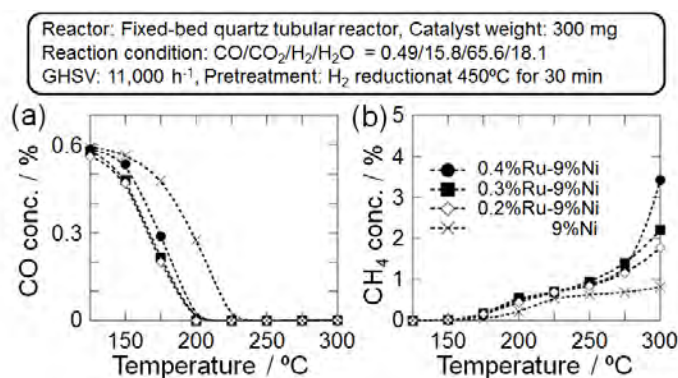 Reactor: Fixed-bed quartz tubular reactor, Catalyst weight: 300 mg
Reaction condition: CO/CO₂/H₂/H₂O = 0.49/15.8/65.6/18.1
GHSV: 11,000 h⁻¹, Pretreatment: H₂ reductionat 450ºC for 30 min
(a)
0.6
0.3
0
CO conc. / %
150 200 250 300
Temperature / ºC
(b)
5
4
3
2
1
0
CH₄ conc. / %
0.4%Ru-9%Ni
0.3%Ru-9%Ni
0.2%Ru-9%Ni
9%Ni
150 200 250 300
Temperature / ºC